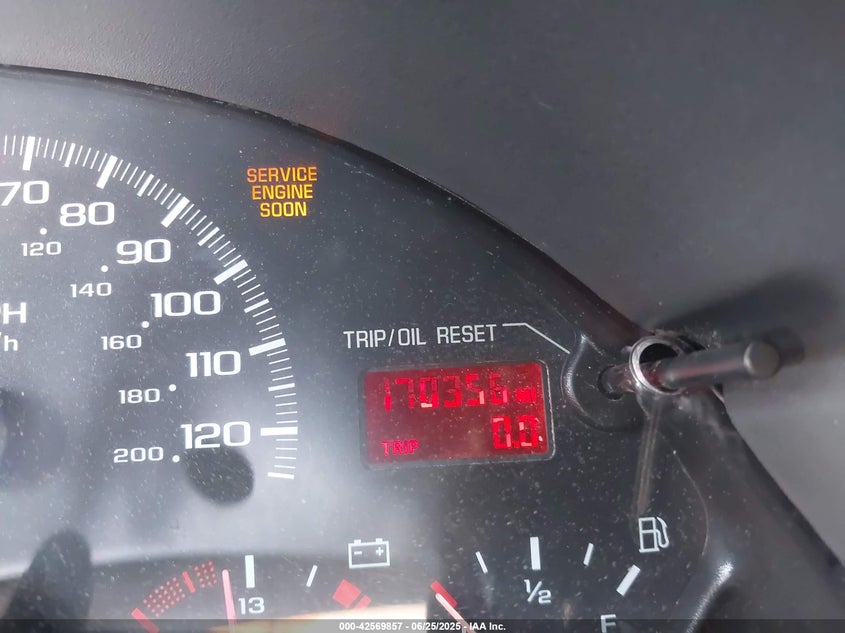 70
80
90
100
110
120
120
140
160
180
200
SERVICE
ENGINE
SOON
TRIP/OIL RESET
TRIP 0.0
13
1/2
F
000-42569857 - 06/25/2025 - IAA Inc.